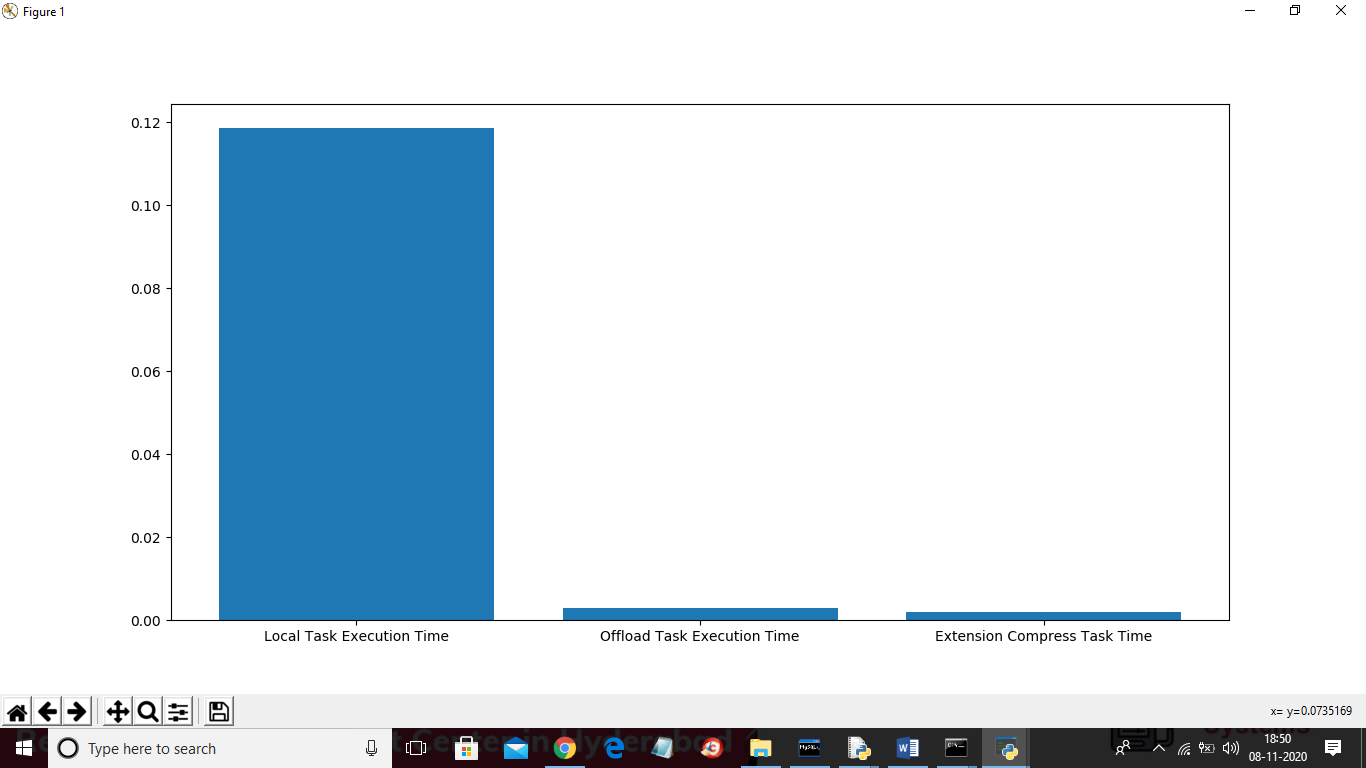 Figure 1
0.12
0.10
0.08
0.06
0.04
0.02
0.00
Local Task Execution Time
Offload Task Execution Time
Extension Compress Task Time
x= y=0.0735169
Type here to search
MySQL
18:50
08-11-2020